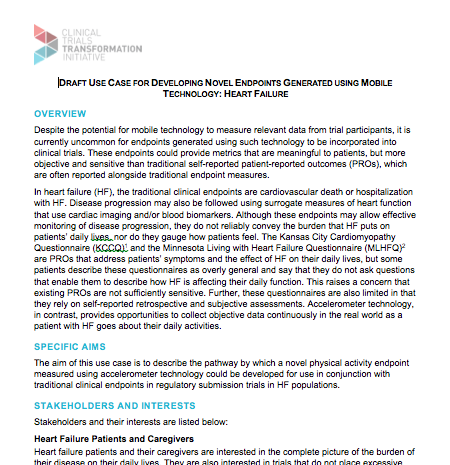 CLINICAL
TRIALS
TRANSFORMATION
INITIATIVE
DRAFT USE CASE FOR DEVELOPING NOVEL ENDPOINTS GENERATED USING MOBILE
TECHNOLOGY: HEART FAILURE
OVERVIEW
Despite the potential for mobile technology to measure relevant data from trial participants, it is
currently uncommon for endpoints generated using such technology to be incorporated into
clinical trials. These endpoints could provide metrics that are meaningful to patients, but more
objective and sensitive than traditional self-reported patient-reported outcomes (PROs), which
are often reported alongside traditional endpoint measures.
In heart failure (HF), the traditional clinical endpoints are cardiovascular death or hospitalization
with HF. Disease progression may also be followed using surrogate measures of heart function
that use cardiac imaging and/or blood biomarkers. Although these endpoints may allow effective
monitoring of disease progression, they do not reliably convey the burden that HF puts on
patients' daily lives, nor do they gauge how patients feel. The Kansas City Cardiomyopathy
Questionnaire (KCCQ)¹ and the Minnesota Living with Heart Failure Questionnaire (MLHFQ)²
are PROs that address patients' symptoms and the effect of HF on their daily lives, but some
patients describe these questionnaires as overly general and say that they do not ask questions
that enable them to describe how HF is affecting their daily function. This raises a concern that
existing PROs are not sufficiently sensitive. Further, these questionnaires are also limited in that
they rely on self-reported retrospective and subjective assessments. Accelerometer technology,
in contrast, provides opportunities to collect objective data continuously in the real world as a
patient with HF goes about their daily activities.
SPECIFIC AIMS
The aim of this use case is to describe the pathway by which a novel physical activity endpoint
measured using accelerometer technology could be developed for use in conjunction with
traditional clinical endpoints in regulatory submission trials in HF populations.
STAKEHOLDERS AND INTERESTS
Stakeholders and their interests are listed below:
Heart Failure Patients and Caregivers
Heart failure patients and their caregivers are interested in the complete picture of the burden of
their disease on their daily lives. They are also interested in trials that do not place excessive